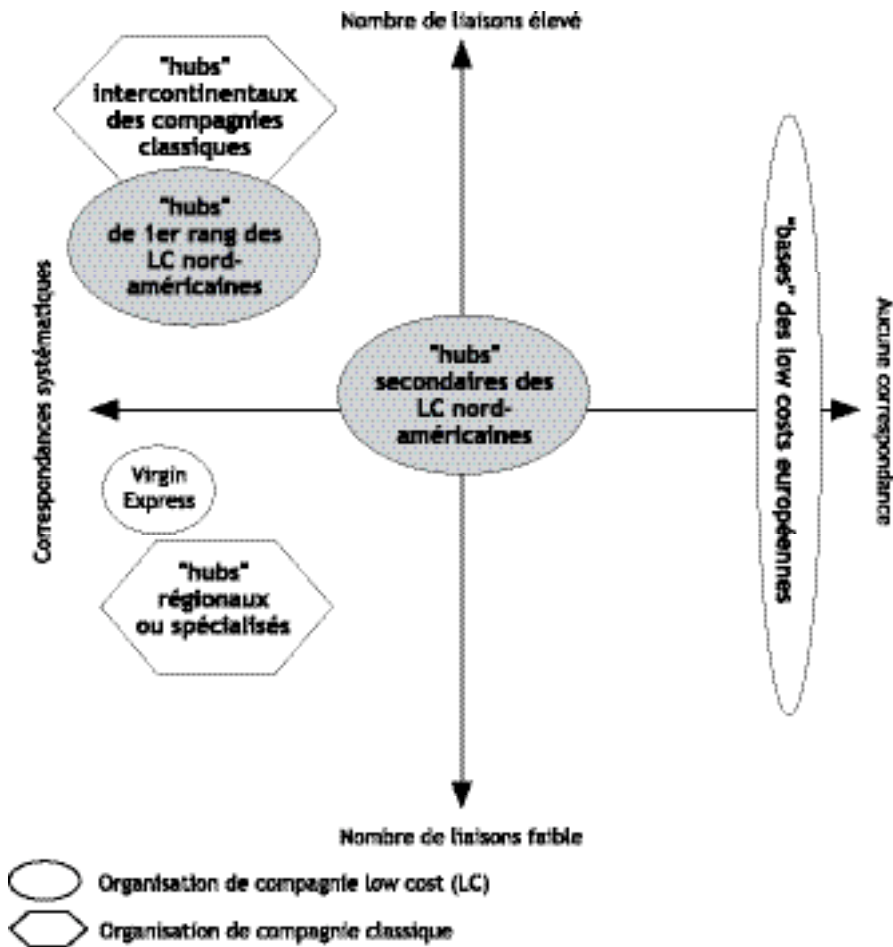 Nombre de liaisons élevé
"hubs"
intercontinentaux
des compagnies
classiques
"hubs"
de 1er rang des
LC nord-
américaines
Correspondances systématiques
"hubs"
secondaires des
LC nord-
américaines
"bases" des low costs européennes
Aucune correspondance
Virgin
Express
"hubs"
régionaux
ou spécialisés
Nombre de liaisons faible
Organisation de compagnie low cost (LC)
Organisation de compagnie classique